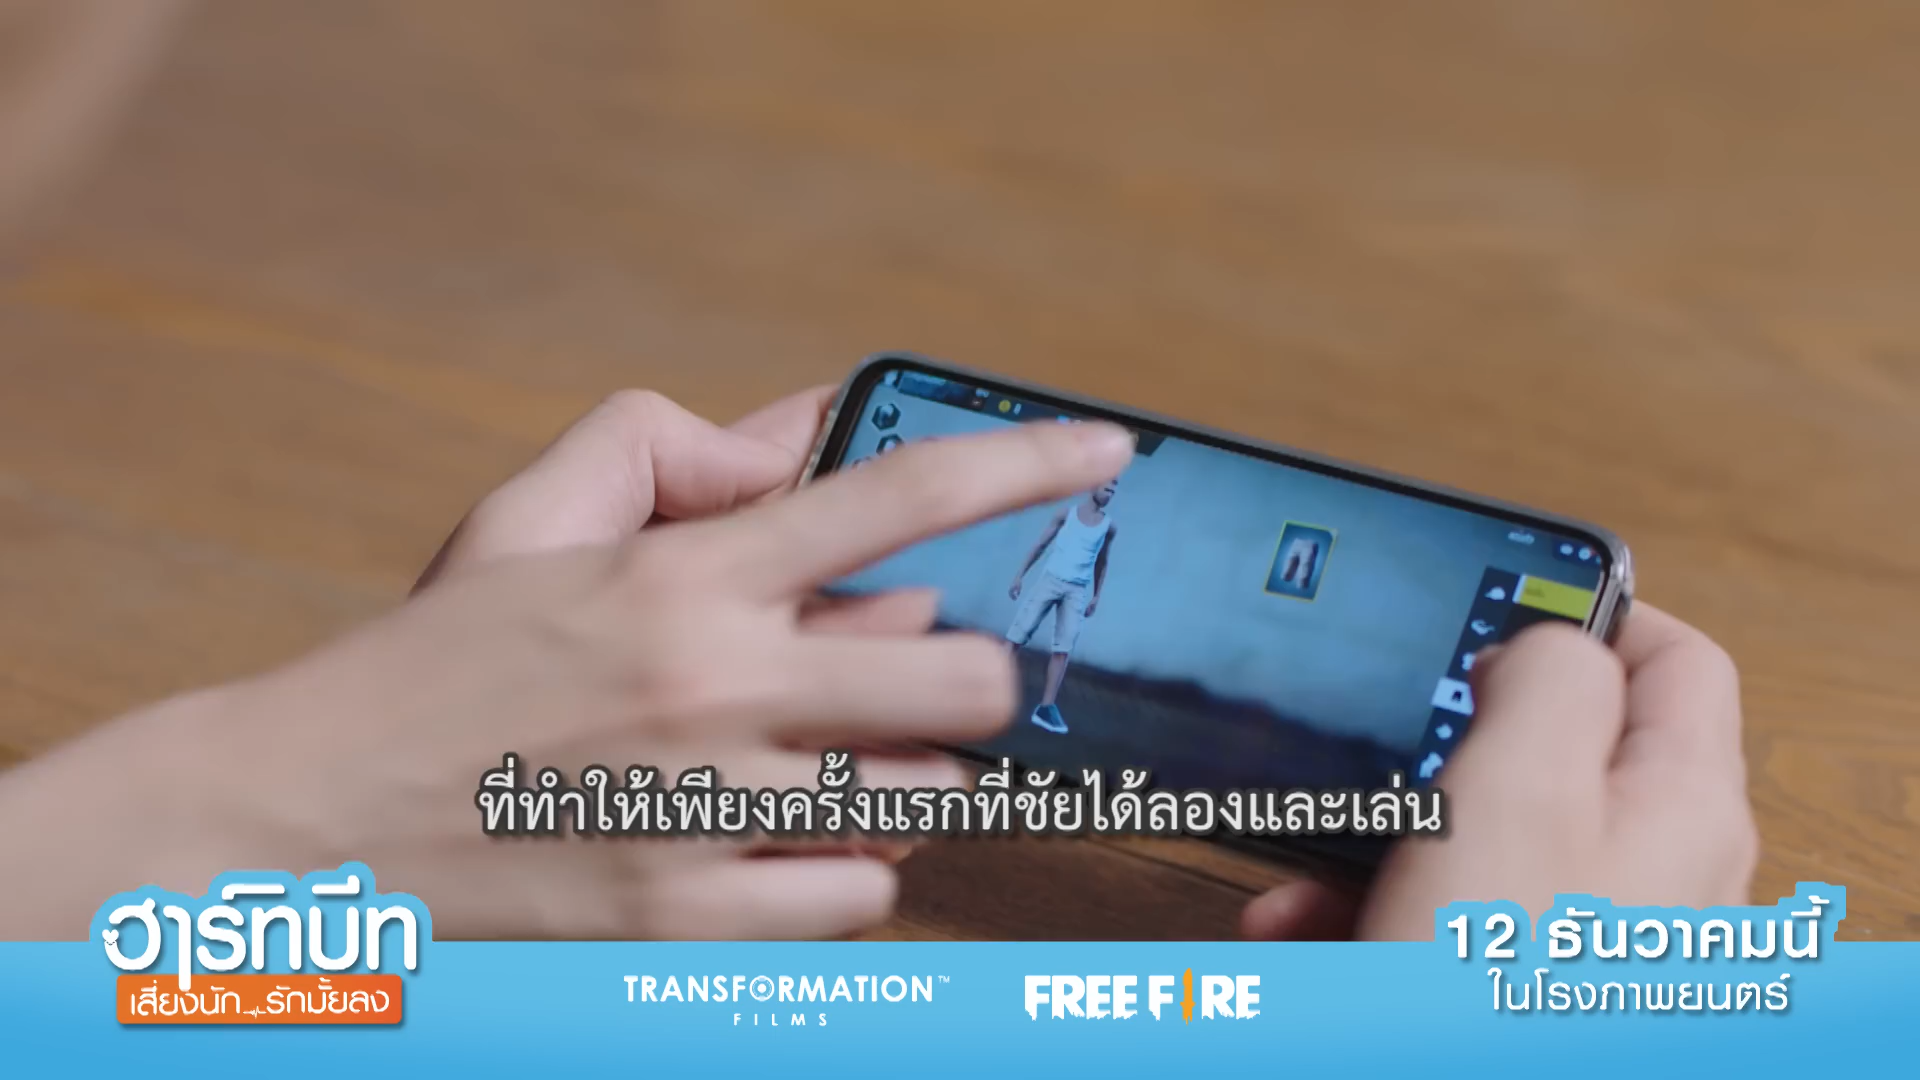 ที่ทำให้เพียงครั้งแรกที่ชัยได้ลองและเล่น
ฮาร์ทบีท
เสี่ยงนัก รักมั้ยลุง
TRANSFORMATION™
FILMS
FREE FIRE
12 ธันวาคมนี้
ในโรงภาพยนตร์